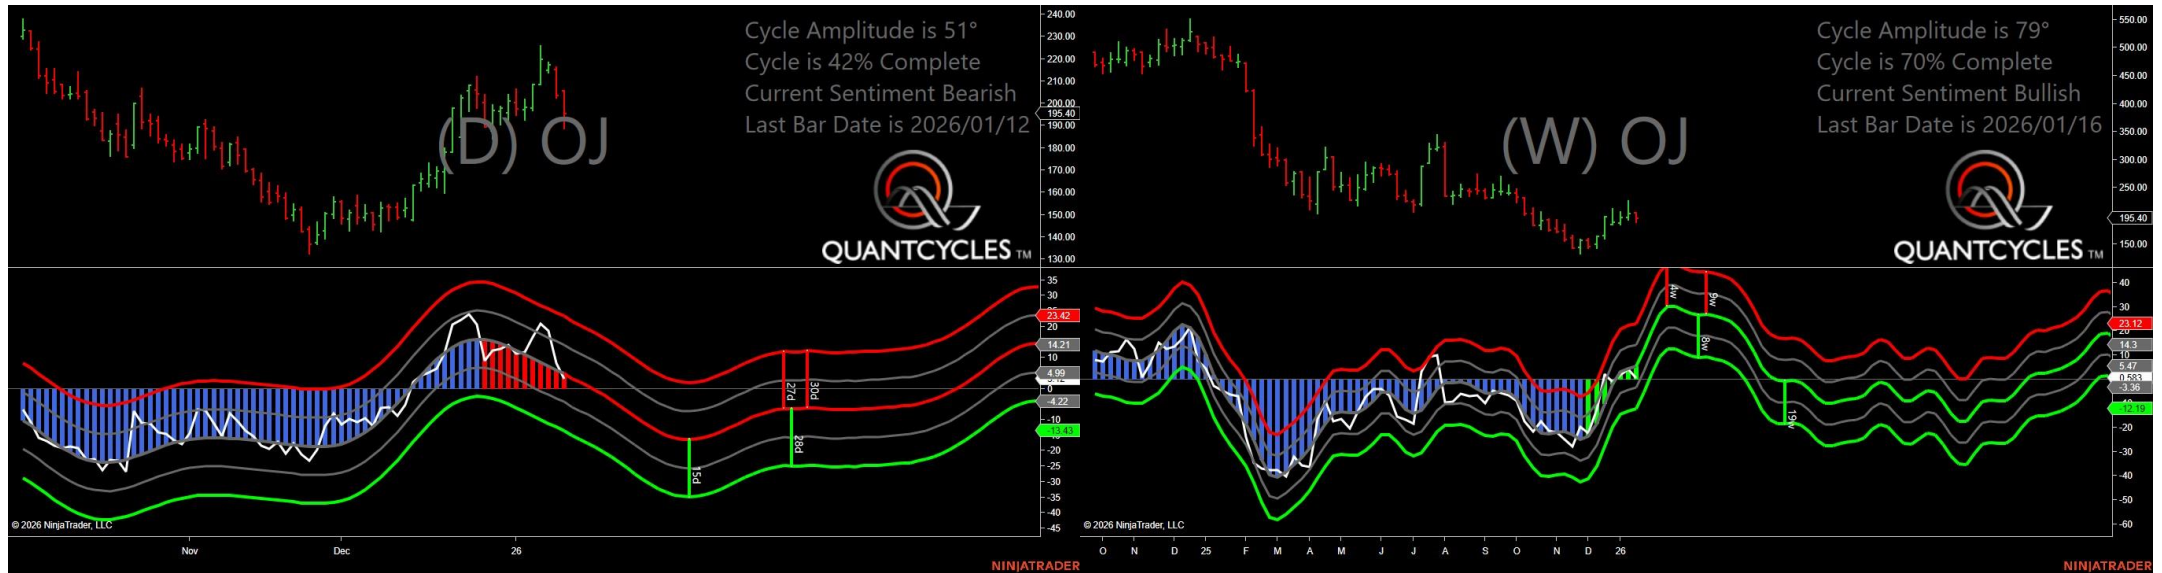 Cycle Amplitude is 51°
Cycle is 42% Complete
Current Sentiment Bearish
Last Bar Date is 2026/01/12
(D) OJ
QUANTCYCLES TM
240.00
230.00
220.00
210.00
200.00
195.40
190.00
180.00
170.00
160.00
150.00
140.00
130.00
35
30
23.42
20
14.21
10
4.99
0
-4.22
-10
-13.43
-20
-25
-30
-35
-40
-45
27d
30d
28d
15d
© 2026 NinjaTrader, LLC
Nov
Dec
26
NINJATRADER
Cycle Amplitude is 79°
Cycle is 70% Complete
Current Sentiment Bullish
Last Bar Date is 2026/01/16
(W) OJ
QUANTCYCLES TM
550.00
500.00
450.00
400.00
350.00
300.00
250.00
195.40
150.00
40
30
23.12
20
14.3
10
5.47
0.583
-3.36
-12.19
-20
-30
-40
-50
-60
4w
9w
8w
19w
© 2026 NinjaTrader, LLC
O N D 25 F M A M J J A S O N D 26
NINJATRADER